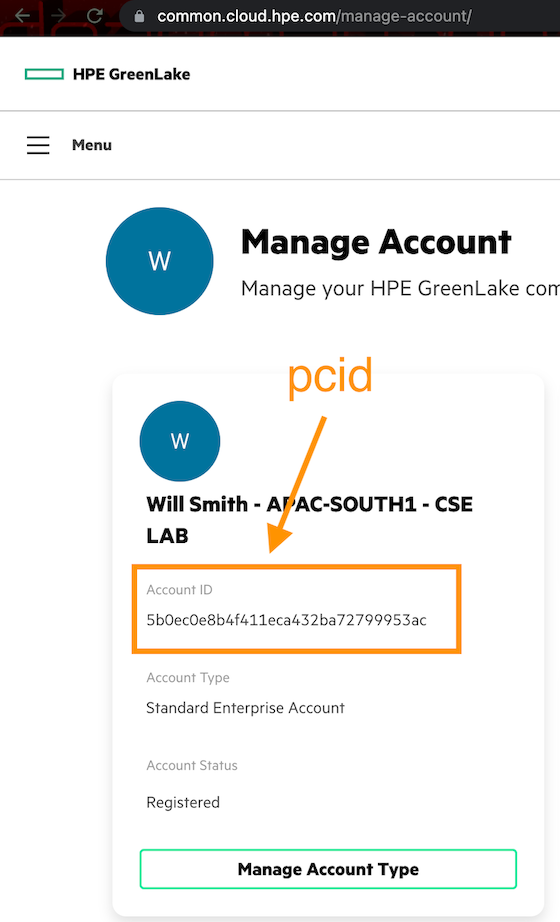 common.cloud.hpe.com/manage-account/
HPE GreenLake
Menu
W
Manage Account
Manage your HPE GreenLake com
pcid
W
Will Smith - APAC-SOUTH1 - CSE
LAB
Account ID
5b0ec0e8b4f411eca432ba72799953ac
Account Type
Standard Enterprise Account
Account Status
Registered
Manage Account Type